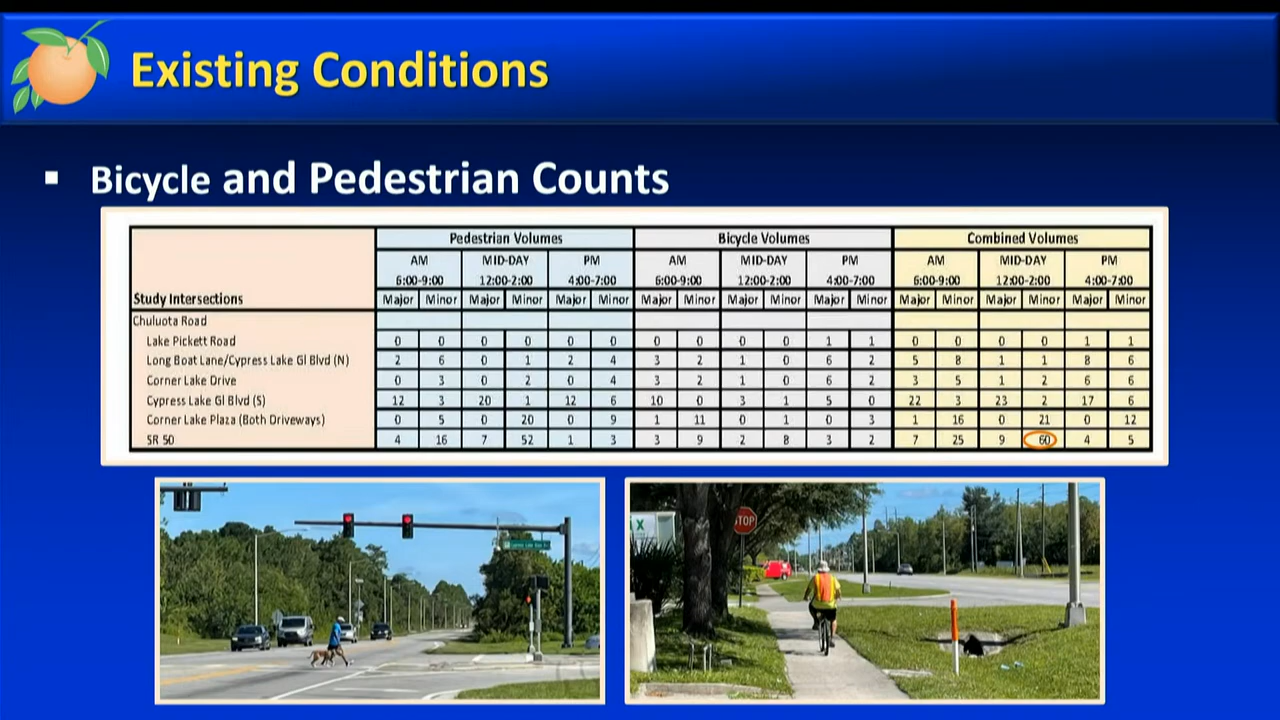 Existing Conditions
▪ Bicycle and Pedestrian Counts
Pedestrian Volumes Bicycle Volumes Combined Volumes
AM MID-DAY PM AM MID-DAY PM AM MID-DAY PM
6:00-9:00 12:00-2:00 4:00-7:00 6:00-9:00 12:00-2:00 4:00-7:00 6:00-9:00 12:00-2:00 4:00-7:00
Study Intersections Major Minor Major Minor Major Minor Major Minor Major Minor Major Minor Major Minor Major Minor Major Minor
Chuluota Road
Lake Pickett Road 0 0 0 0 0 0 0 0 0 0 1 1 0 0 0 0 1 1
Long Boat Lane/Cypress Lake Gl Blvd (N) 2 6 0 1 2 4 3 2 1 0 6 2 5 8 1 1 8 6
Corner Lake Drive 0 3 0 2 0 4 3 2 1 0 6 2 3 5 1 2 6 6
Cypress Lake Gl Blvd (S) 12 3 20 1 12 6 10 0 3 1 5 0 22 3 23 2 17 6
Corner Lake Plaza (Both Driveways) 0 5 0 20 0 9 1 11 0 1 0 3 1 16 0 21 0 12
SR 50 4 16 7 52 1 3 3 9 2 8 3 2 7 25 9 60 4 5
STOP